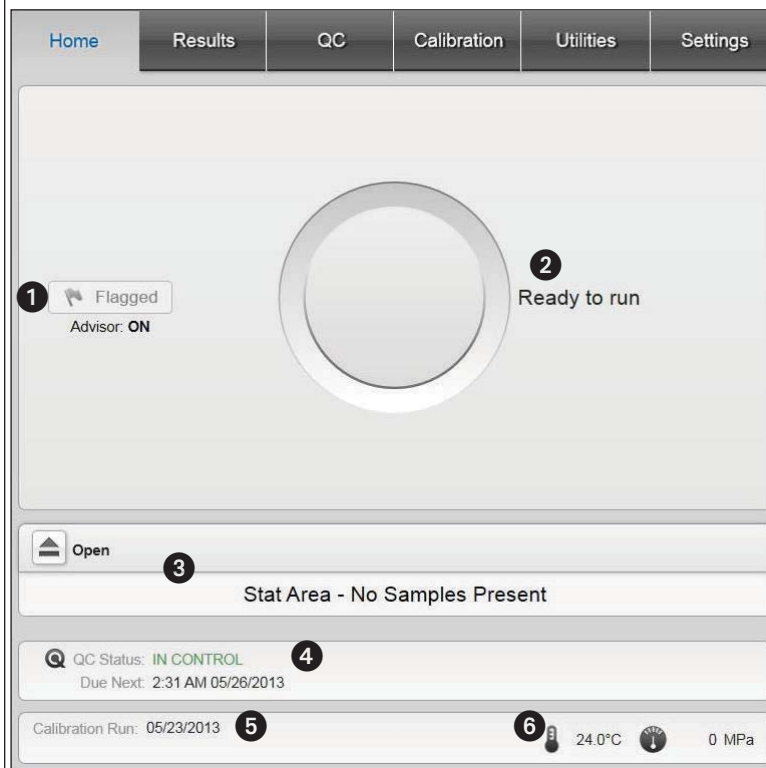 Home Results QC Calibration Utilities Settings
2
1 Flagged Ready to run
Advisor: ON
Open
3
Stat Area - No Samples Present
QC Status: IN CONTROL 4
Due Next: 2:31 AM 05/26/2013
Calibration Run: 05/23/2013 5 6 24.0°C 0 MPa